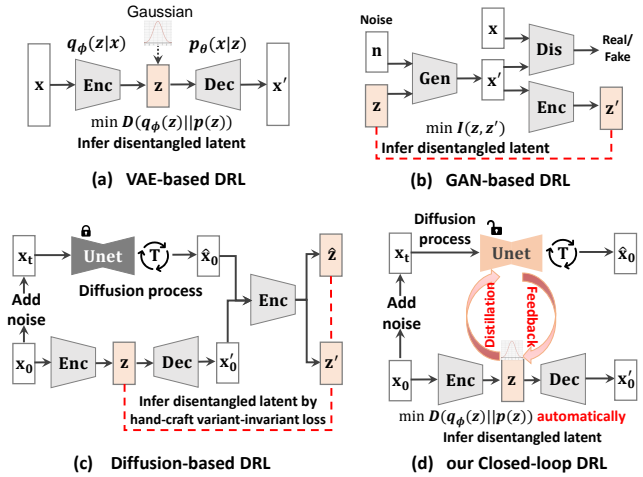 Gaussian
q_ϕ(z|x)
p_θ(x|z)
x
Enc
z
Dec
x′
min D(q_ϕ(z)||p(z))
Infer disentangled latent
(a) VAE-based DRL
Noise
n
z
Gen
x
x′
Dis
Real/
Fake
Enc
z′
min I(z, z′)
Infer disentangled latent
(b) GAN-based DRL
x_t
Unet
T
x̂_0
Diffusion process
Add
noise
Enc
ẑ
x_0
Enc
z
Dec
x′_0
z′
Infer disentangled latent by
hand-craft variant-invariant loss
(c) Diffusion-based DRL
Diffusion
process
x_t
Unet
T
x̂_0
Add
noise
Distilation
Feedback
x_0
Enc
z
Dec
x′_0
min D(q_ϕ(z)||p(z)) automatically
Infer disentangled latent
(d) our Closed-loop DRL